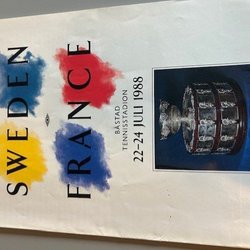 SWEDEN
FRANCE
BÅSTAD
TENNISSTADION
22-24 JULI 1988